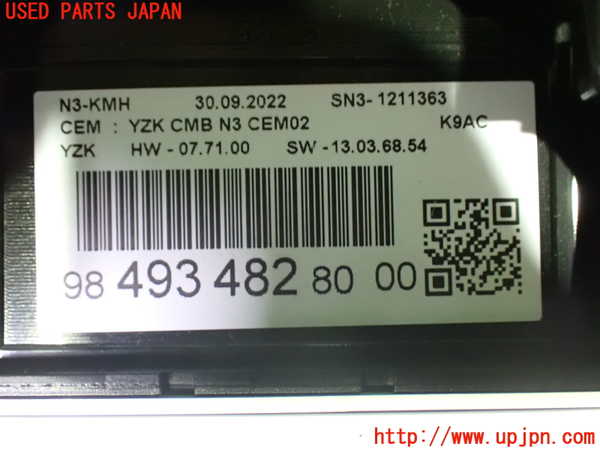 USED PARTS JAPAN
N3-KMH 30.09.2022 SN3- 1211363
CEM : YZK CMB N3 CEM02 K9AC
YZK HW - 07.71.00 SW - 13.03.68.54
98 493 482 80 00
http://www.upjpn.com/